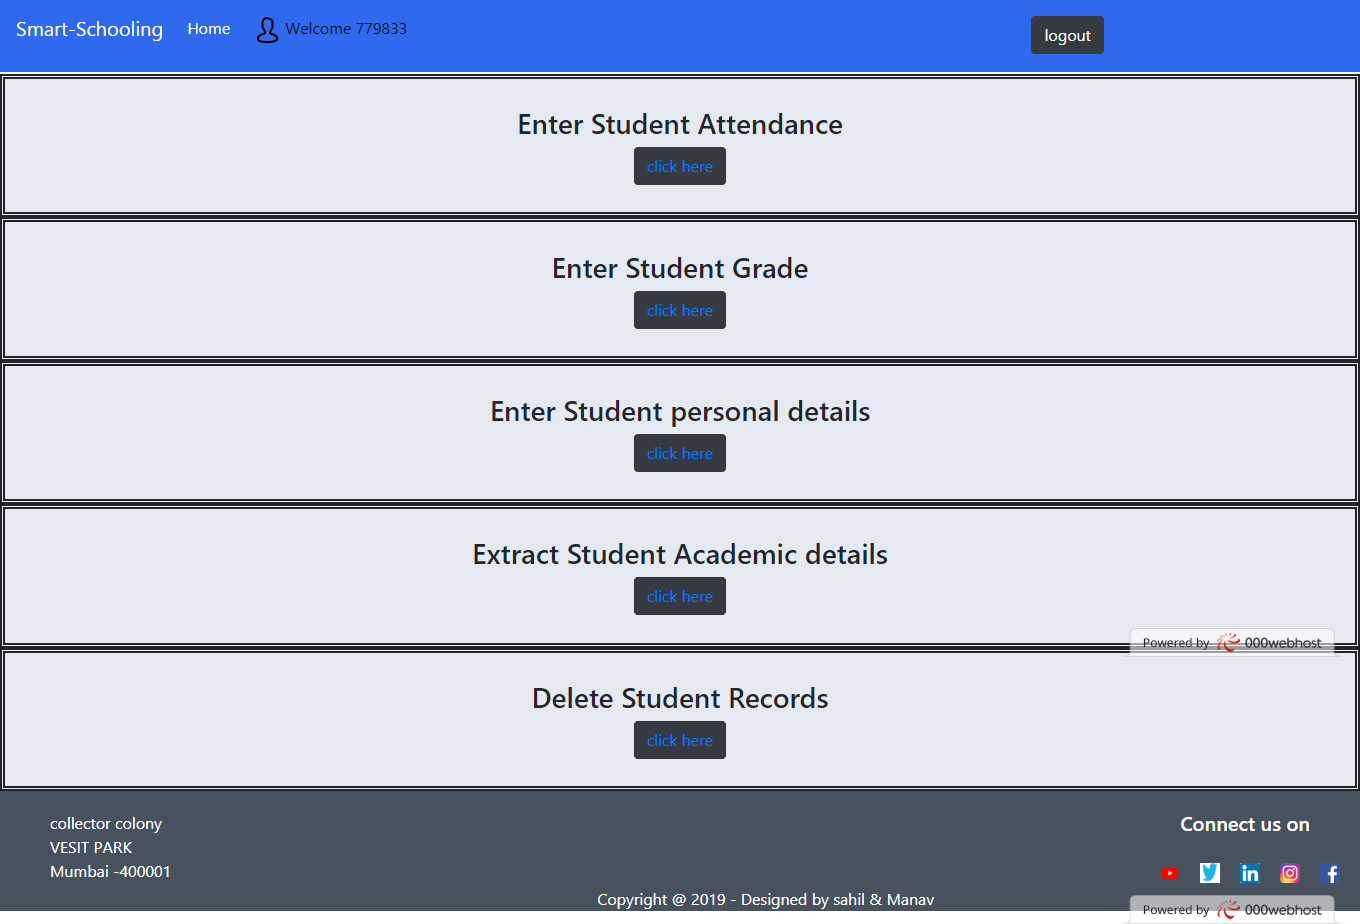 Smart-Schooling Home Welcome 779833 logout
Enter Student Attendance
click here
Enter Student Grade
click here
Enter Student personal details
click here
Extract Student Academic details
click here
Powered by 000webhost
Delete Student Records
click here
collector colony
VESIT PARK
Mumbai -400001
Connect us on
Copyright @ 2019 - Designed by sahil & Manav
Powered by 000webhost